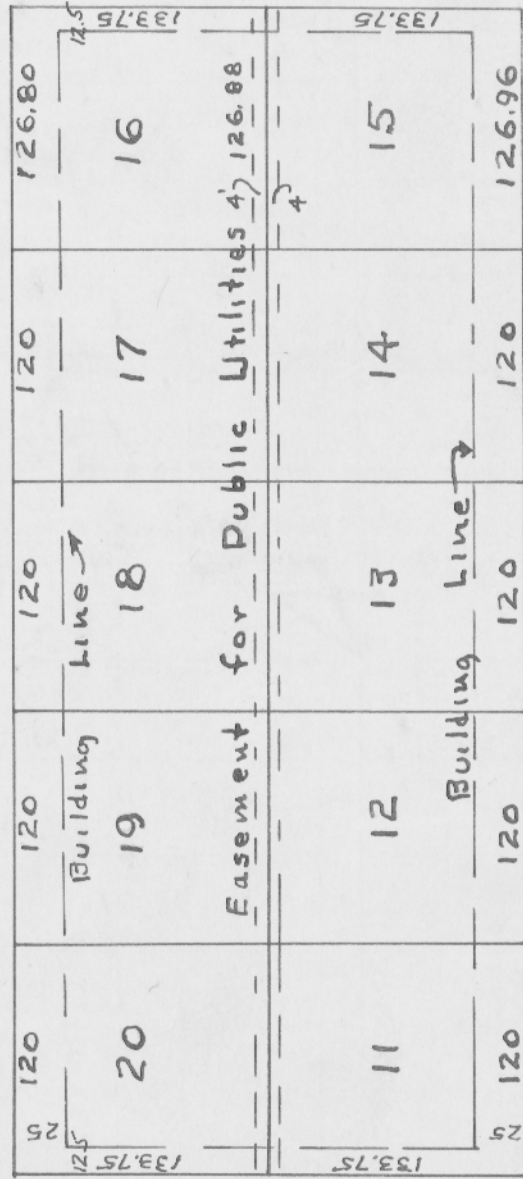 120 120 120 120 126.80
25
12.5 12.5
Building Line
133.75 20 19 18 17 16 133.75
Easement for Public Utilities 4' 126.88
4'
133.75 11 12 13 14 15 133.75
Building Line
25
120 120 120 120 126.96